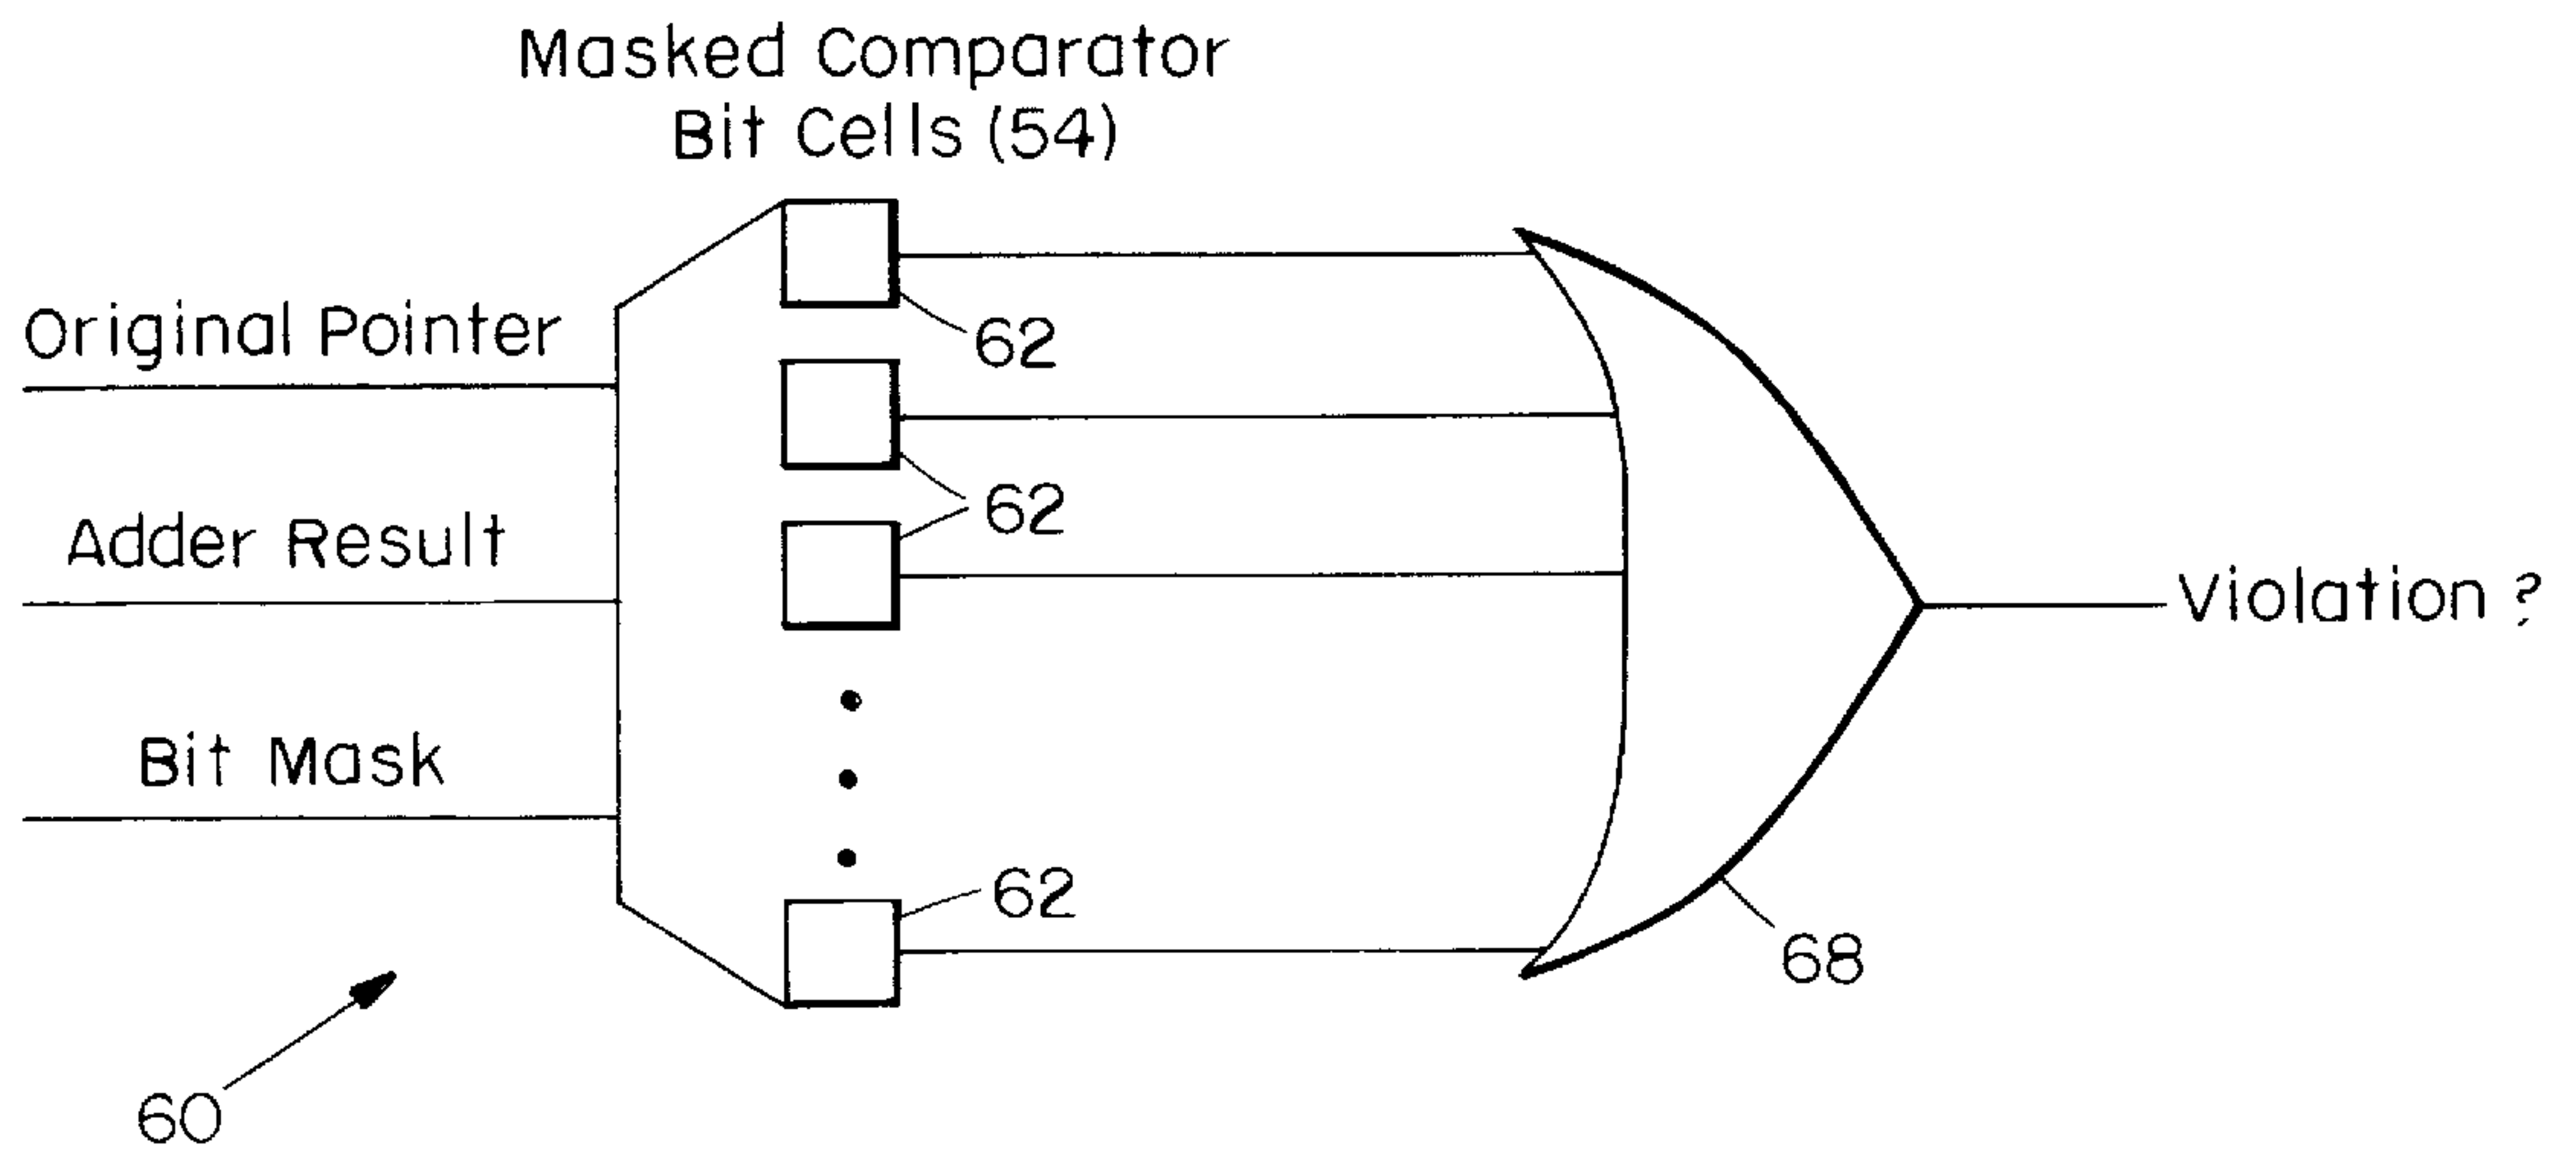 Masked Comparator
Bit Cells (54)
Original Pointer
62
62
Adder Result
Violation ?
Bit Mask
62
68
60